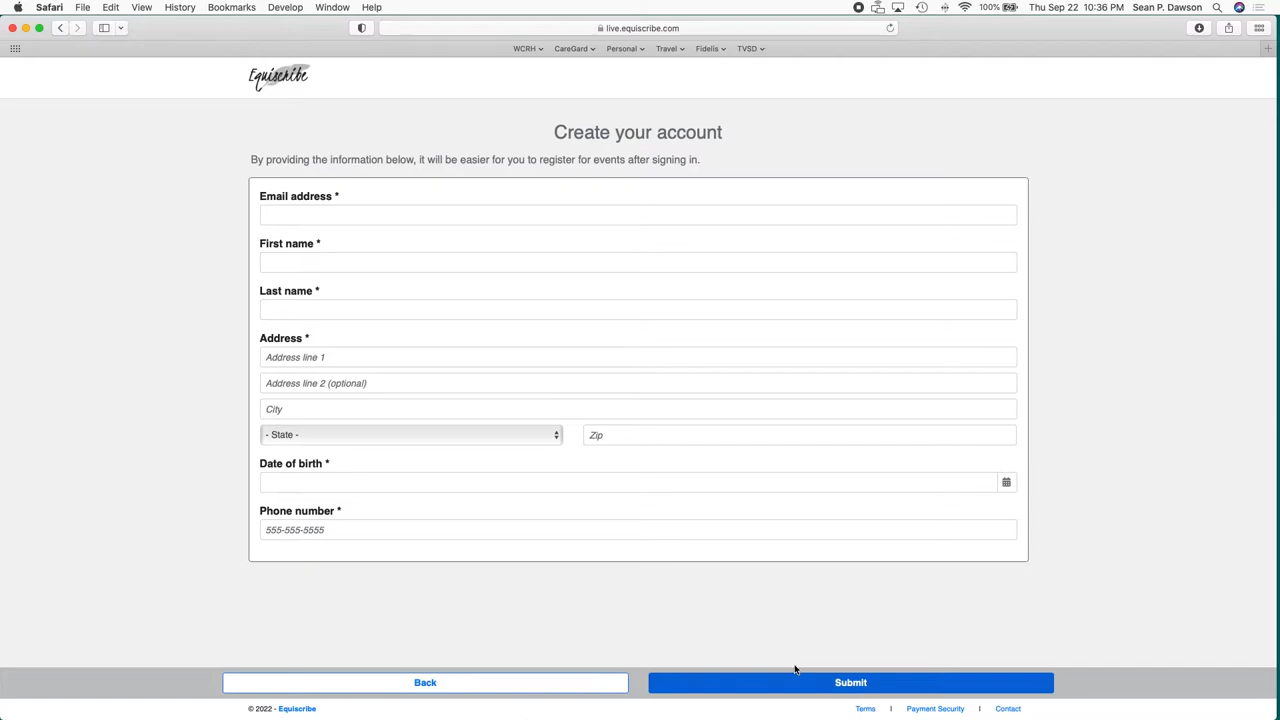 Safari File Edit View History Bookmarks Develop Window Help 100% Thu Sep 22 10:36 PM Sean P. Dawson
live.equiscribe.com
WCRH CareGard Personal Travel Fidelis TVSD
Equiscribe
Create your account
By providing the information below, it will be easier for you to register for events after signing in.
Email address *
First name *
Last name *
Address *
Address line 1
Address line 2 (optional)
City
- State - Zip
Date of birth *
Phone number *
555-555-5555
Back Submit
© 2022 - Equiscribe Terms | Payment Security | Contact